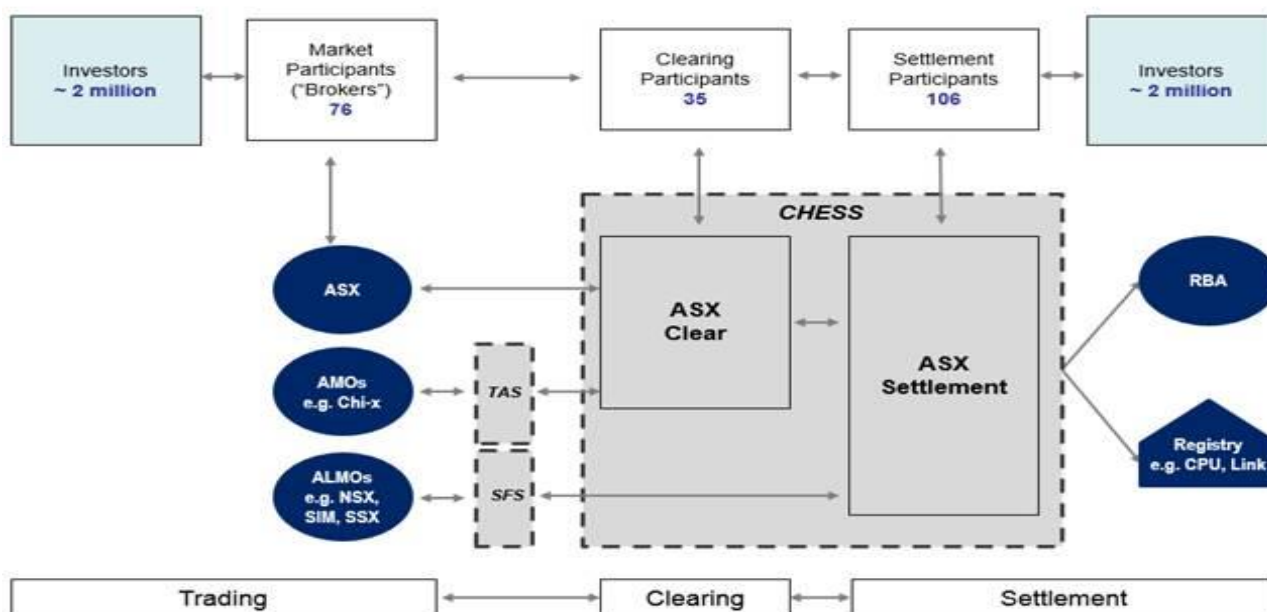 Investors
~ 2 million
Market
Participants
(“Brokers”)
76
Clearing
Participants
35
Settlement
Participants
106
Investors
~ 2 million
CHESS
ASX
ASX
Clear
ASX
Settlement
RBA
AMOs
e.g. Chi-x
TAS
ALMOs
e.g. NSX,
SIM, SSX
SFS
Registry
e.g. CPU, Link
Trading
Clearing
Settlement